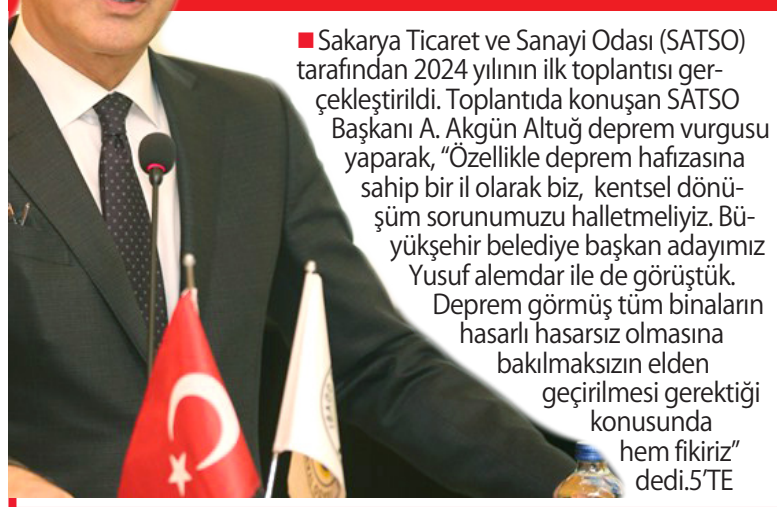 ■ Sakarya Ticaret ve Sanayi Odası (SATSO)
tarafından 2024 yılının ilk toplantısı ger-
çekleştirildi. Toplantıda konuşan SATSO
Başkanı A. Akgün Altuğ deprem vurgusu
yaparak, “Özellikle deprem hafızasına
sahip bir il olarak biz, kentsel dönü-
şüm sorunumuzu halletmeliyiz. Bü-
yükşehir belediye başkan adayımız
Yusuf alemdar ile de görüştük.
Deprem görmüş tüm binaların
hasarlı hasarsız olmasına
bakılmaksızın elden
geçirilmesi gerektiği
konusunda
hem fikiriz”
dedi.5’TE